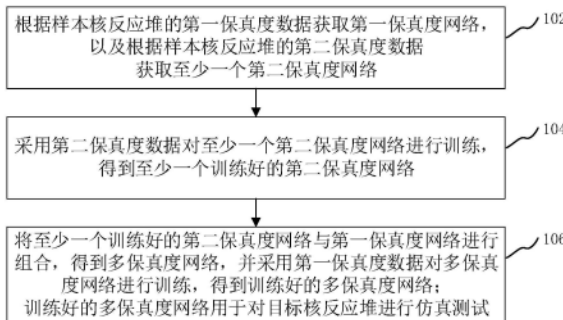 根据样本核反应堆的第一保真度数据获取第一保真度网络，
以及根据样本核反应堆的第二保真度数据
获取至少一个第二保真度网络
102
采用第二保真度数据对至少一个第二保真度网络进行训练，
得到至少一个训练好的第二保真度网络
104
将至少一个训练好的第二保真度网络与第一保真度网络进行
组合，得到多保真度网络，并采用第一保真度数据对多保真
度网络进行训练，得到训练好的多保真度网络；
训练好的多保真度网络用于对目标核反应堆进行仿真测试
106